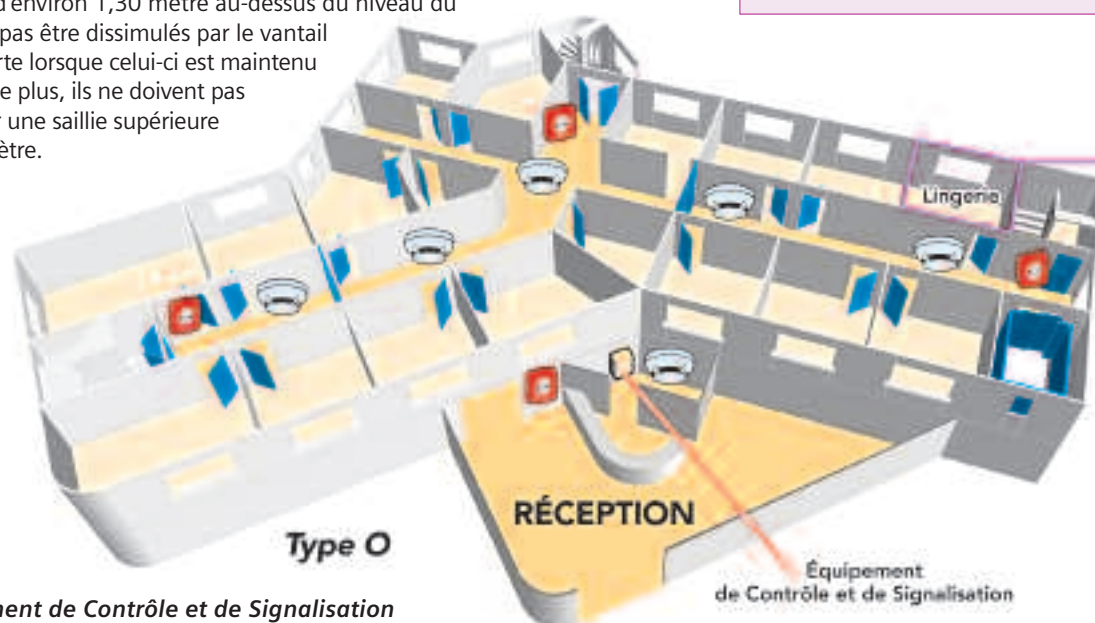 d'environ 1,30 mètre au-dessus du niveau du
pas être dissimulés par le vantail
rte lorsque celui-ci est maintenu
e plus, ils ne doivent pas
r une saillie supérieure
ètre.
Lingerie
RÉCEPTION
Type O
Équipement
de Contrôle et de Signalisation
ment de Contrôle et de Signalisation